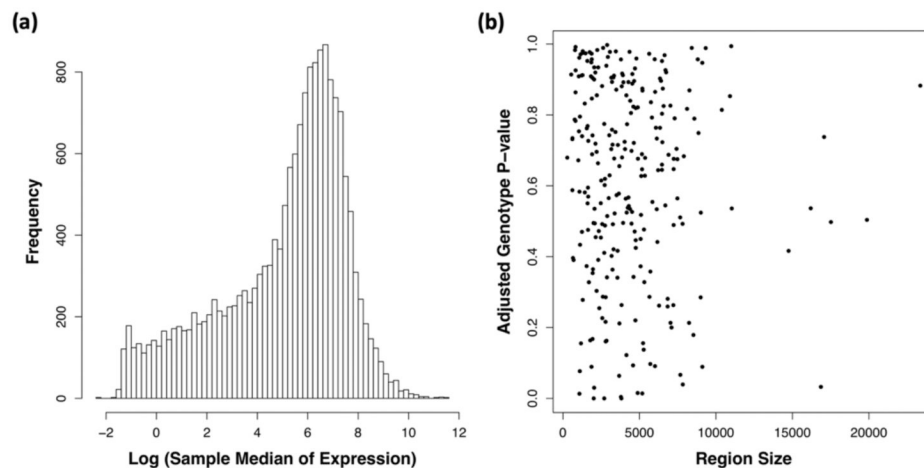 (a)
Frequency
800
600
400
200
0
−2 0 2 4 6 8 10 12
Log (Sample Median of Expression)
(b)
Adjusted Genotype P−value
1.0
0.8
0.6
0.4
0.2
0.0
0 5000 10000 15000 20000
Region Size